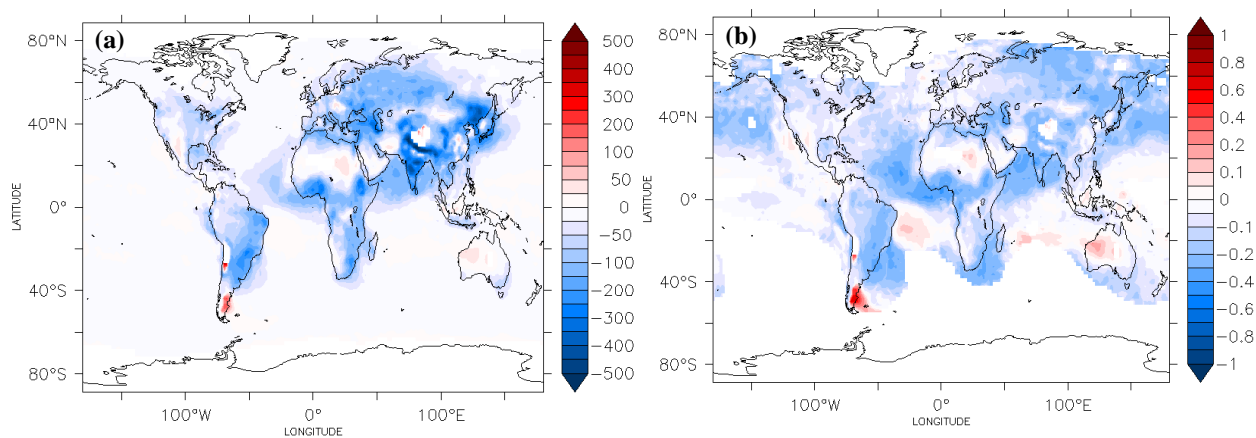 (a)
80°N
40°N
0°
40°S
80°S
LATITUDE
100°W
0°
100°E
LONGITUDE
500
400
300
200
100
50
0
−50
−100
−200
−300
−400
−500
(b)
80°N
40°N
0°
40°S
80°S
LATITUDE
100°W
0°
100°E
LONGITUDE
1
0.8
0.6
0.4
0.2
0.1
0
−0.1
−0.2
−0.4
−0.6
−0.8
−1